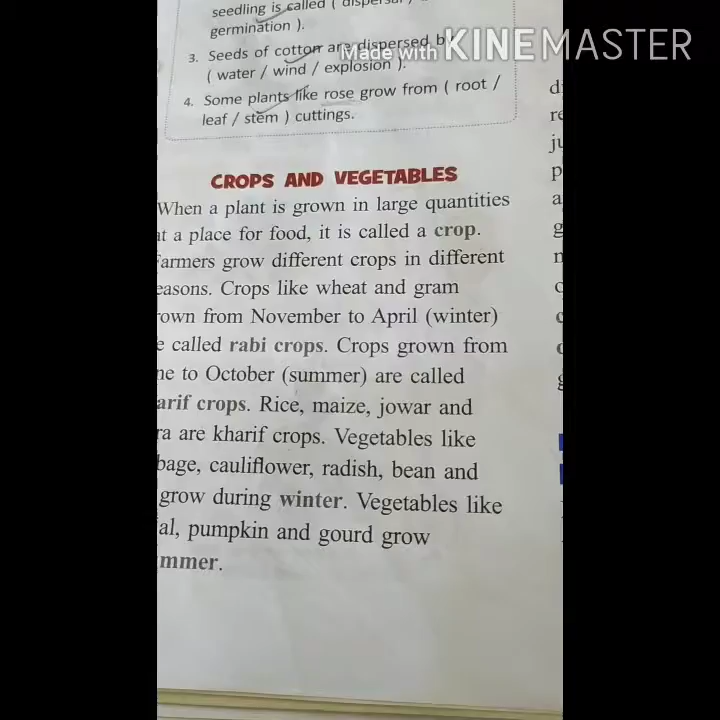 seedling is called ( dispersal /
germination ).
3. Seeds of cotton are dispersed by
( water / wind / explosion ).
4. Some plants like rose grow from ( root /
leaf / stem ) cuttings.
Made with KINEMASTER
CROPS AND VEGETABLES
When a plant is grown in large quantities
at a place for food, it is called a crop.
Farmers grow different crops in different
easons. Crops like wheat and gram
rown from November to April (winter)
e called rabi crops. Crops grown from
ne to October (summer) are called
arif crops. Rice, maize, jowar and
ra are kharif crops. Vegetables like
bage, cauliflower, radish, bean and
grow during winter. Vegetables like
al, pumpkin and gourd grow
mmer.